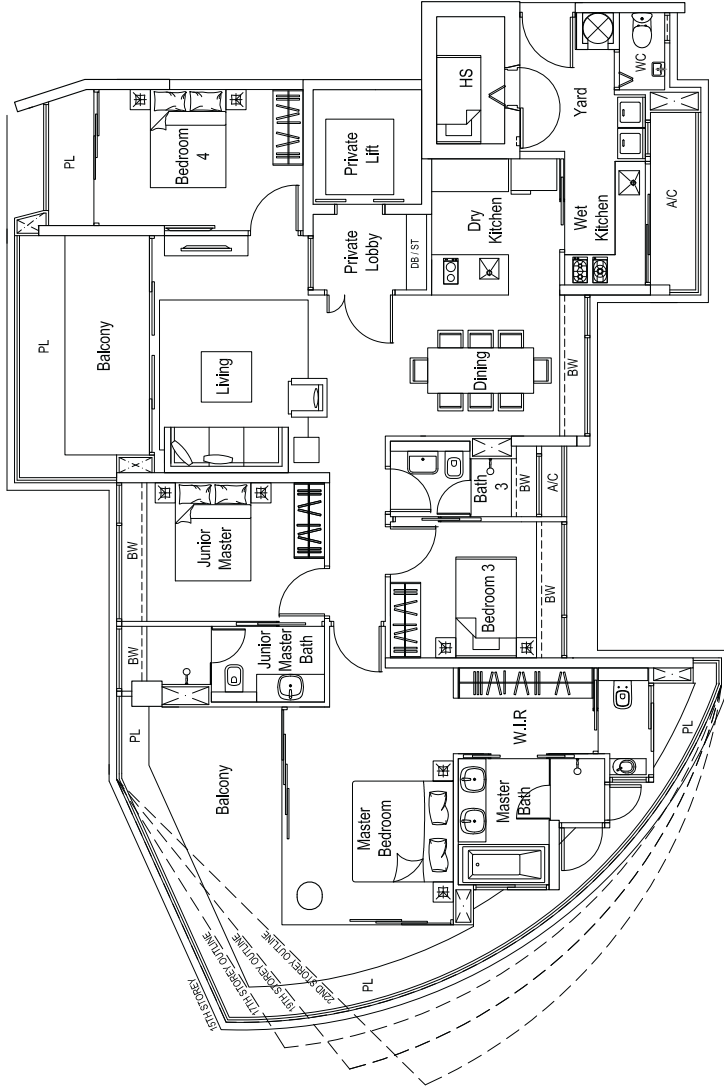 HS
WC
Yard
Bedroom
4
PL
Private
Lift
A/C
Dry
Kitchen
Wet
Kitchen
Private
Lobby
DB / ST
PL
Balcony
Living
Dining
BW
X
Bath
3
BW
A/C
Junior
Master
BW
Bedroom 3
BW
Junior
Master
Bath
BW
W.I.R
PL
PL
Balcony
Master
Bedroom
Master
Bath
PL
15TH STOREY
17TH STOREY OUTLINE
19TH STOREY OUTLINE
22ND STOREY OUTLINE